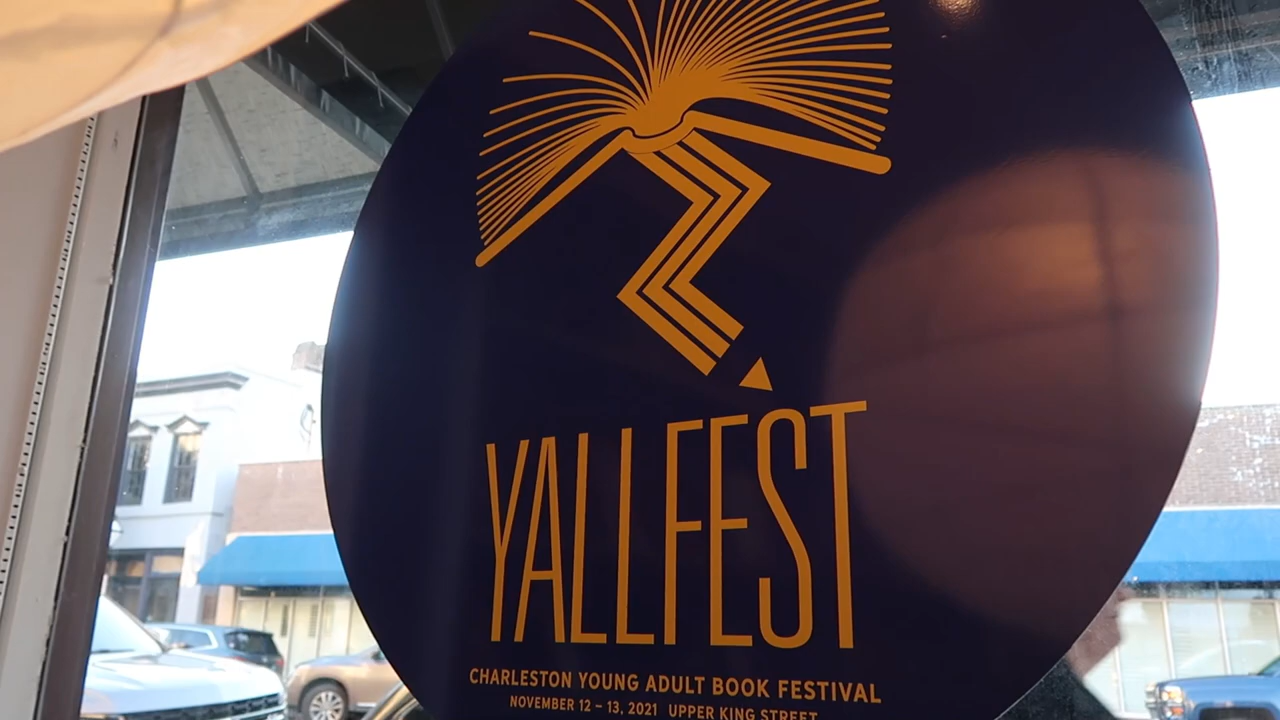 YALLFEST
CHARLESTON YOUNG ADULT BOOK FESTIVAL
NOVEMBER 12 – 13, 2021 UPPER KING STREET